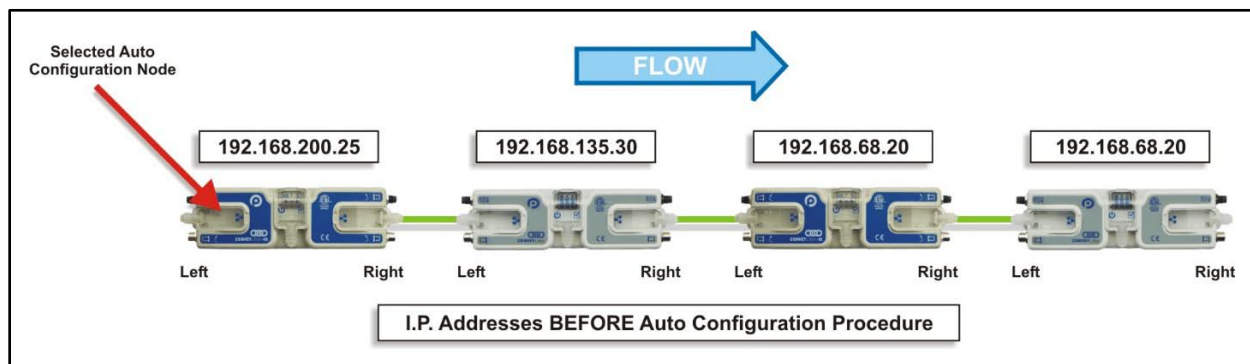 Selected Auto
Configuration Node
FLOW
192.168.200.25
192.168.135.30
192.168.68.20
192.168.68.20
Left
Right
Left
Right
Left
Right
Left
Right
I.P. Addresses BEFORE Auto Configuration Procedure